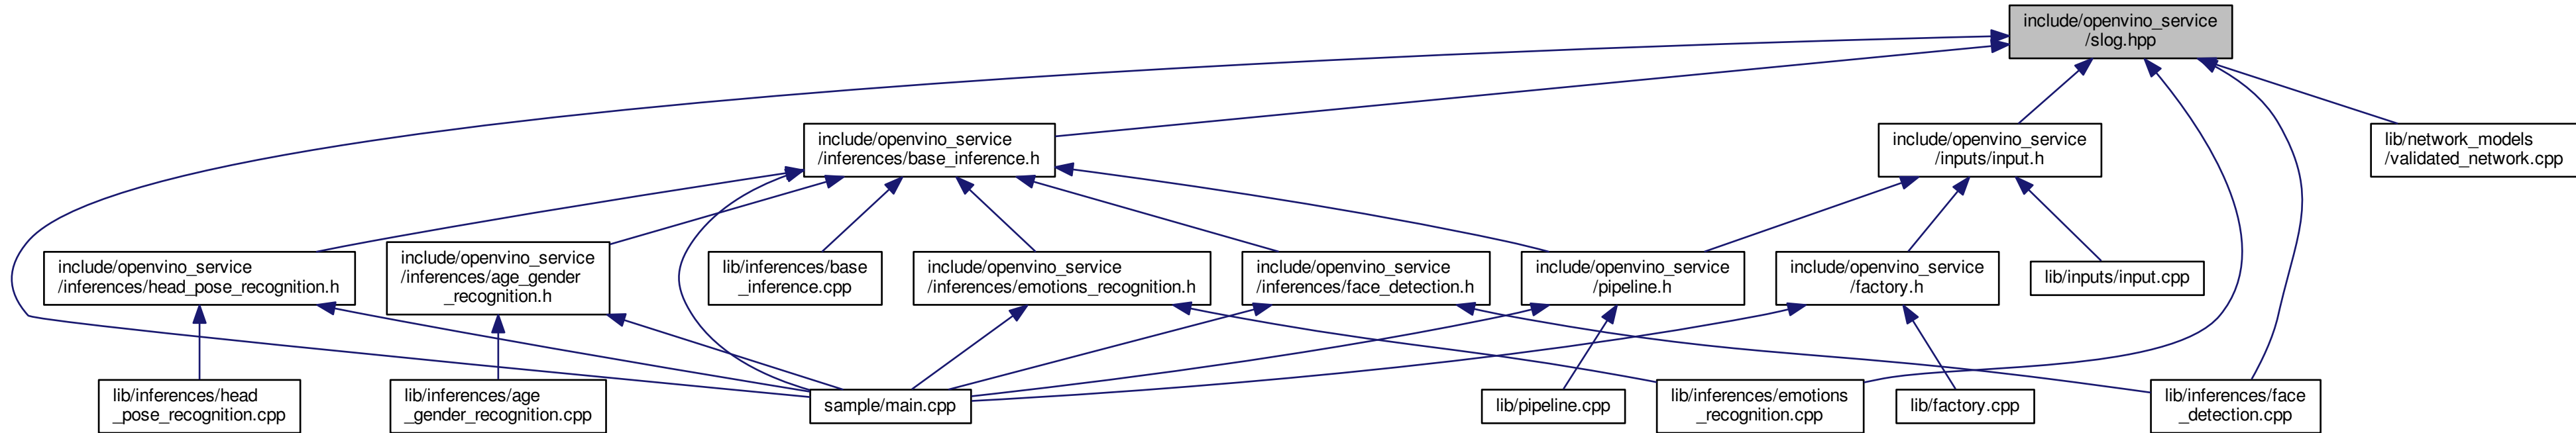 include/openvino_service
/slog.hpp
include/openvino_service
/inferences/base_inference.h
include/openvino_service
/inputs/input.h
lib/network_models
/validated_network.cpp
include/openvino_service
/inferences/head_pose_recognition.h
include/openvino_service
/inferences/age_gender
_recognition.h
lib/inferences/base
_inference.cpp
include/openvino_service
/inferences/emotions_recognition.h
include/openvino_service
/inferences/face_detection.h
include/openvino_service
/pipeline.h
include/openvino_service
/factory.h
lib/inputs/input.cpp
lib/inferences/head
_pose_recognition.cpp
lib/inferences/age
_gender_recognition.cpp
sample/main.cpp
lib/pipeline.cpp
lib/inferences/emotions
_recognition.cpp
lib/factory.cpp
lib/inferences/face
_detection.cpp